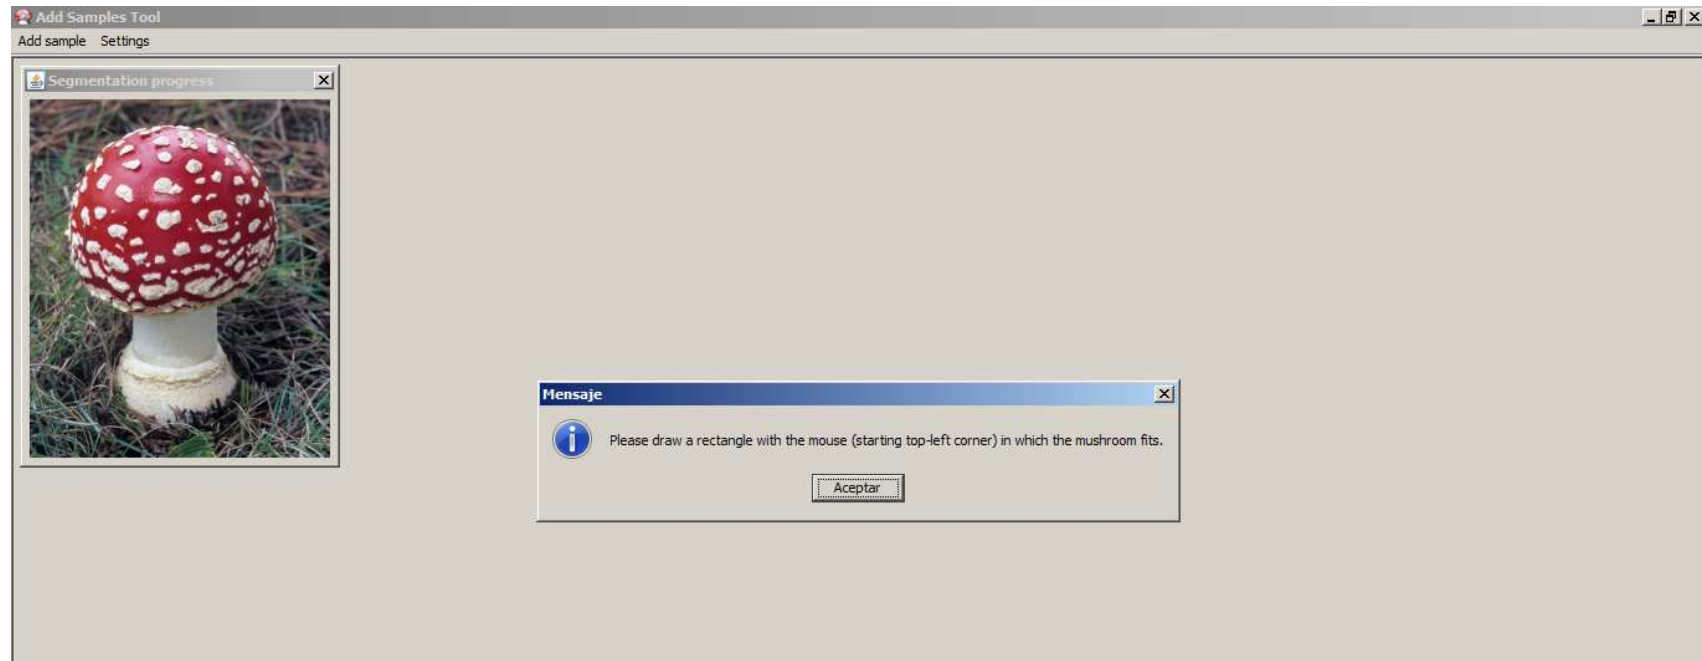 Add Samples Tool
Add sample Settings
Segmentation progress
Mensaje
Please draw a rectangle with the mouse (starting top-left corner) in which the mushroom fits.
Aceptar